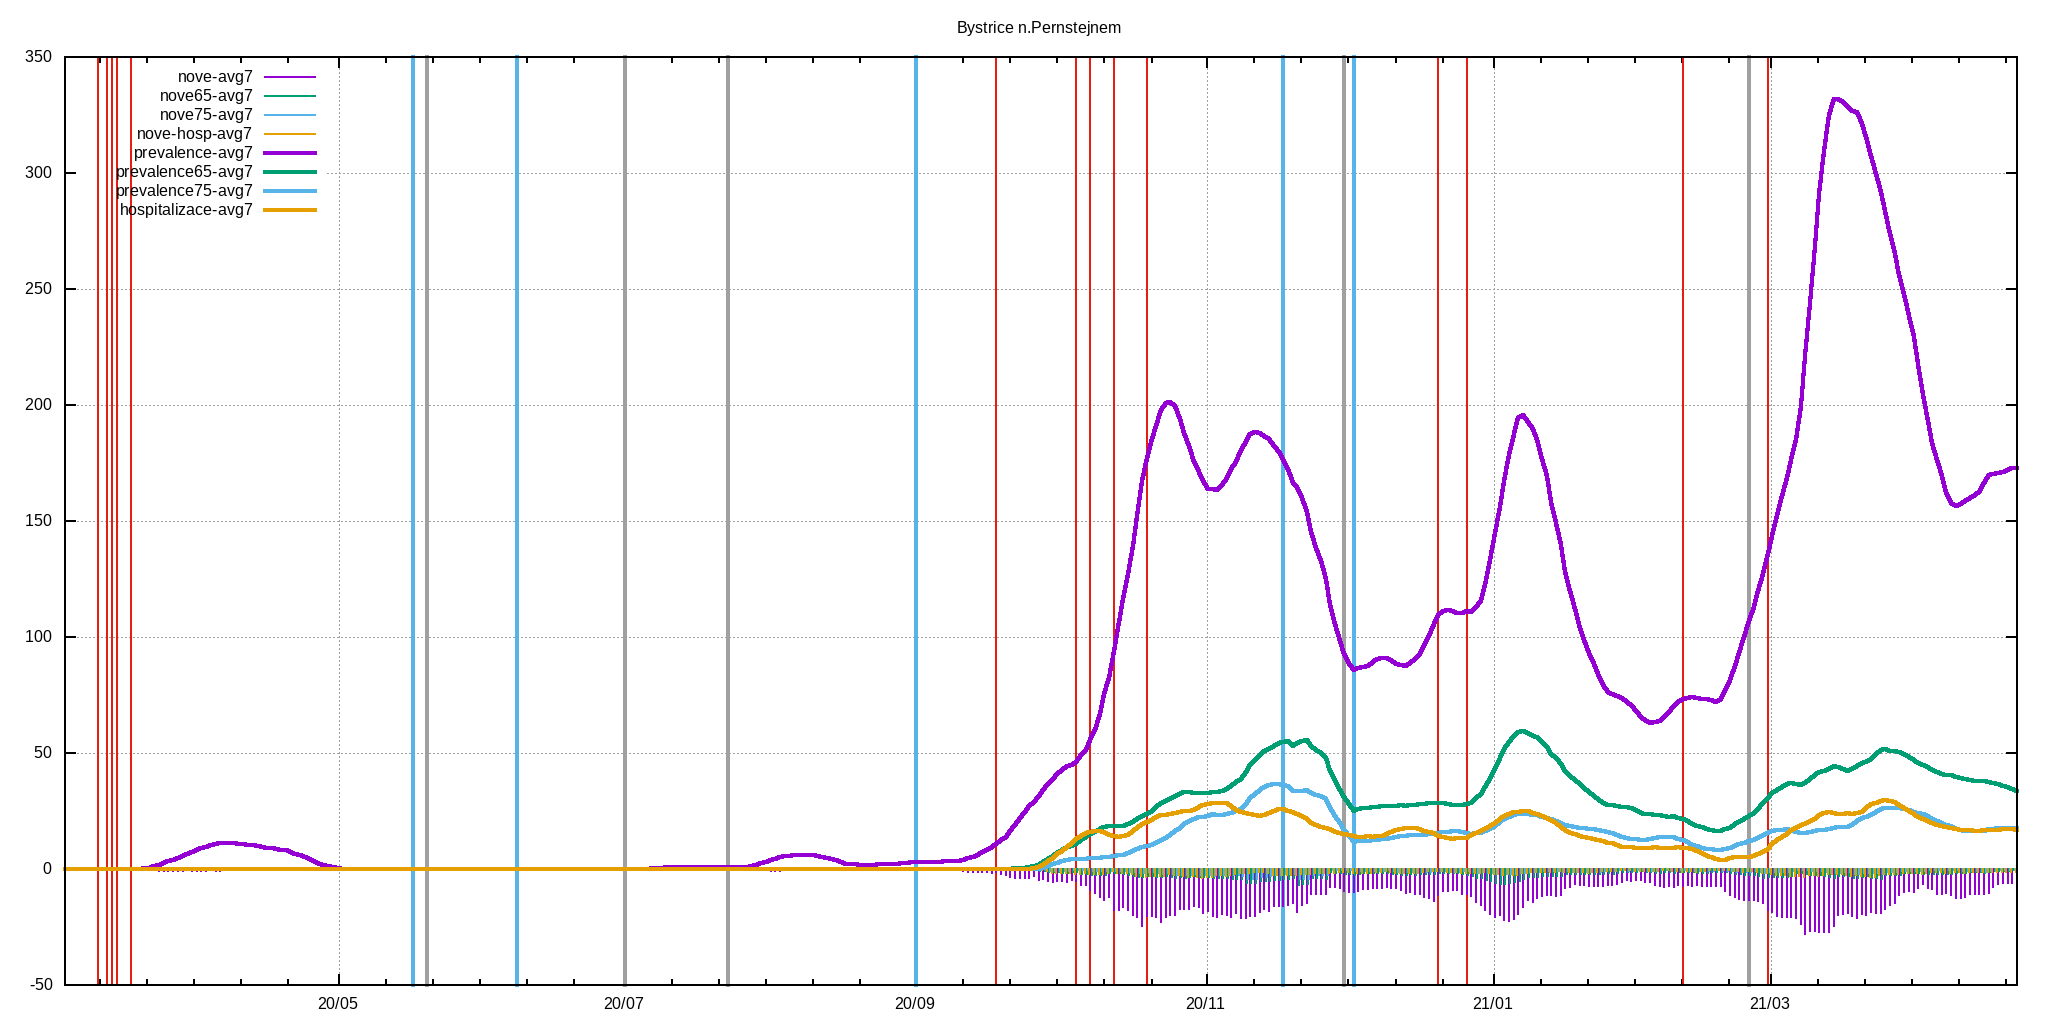 Bystrice n.Pernstejnem
350
300
250
200
150
100
50
0
-50
nove-avg7
nove65-avg7
nove75-avg7
nove-hosp-avg7
prevalence-avg7
prevalence65-avg7
prevalence75-avg7
hospitalizace-avg7
20/05
20/07
20/09
20/11
21/01
21/03